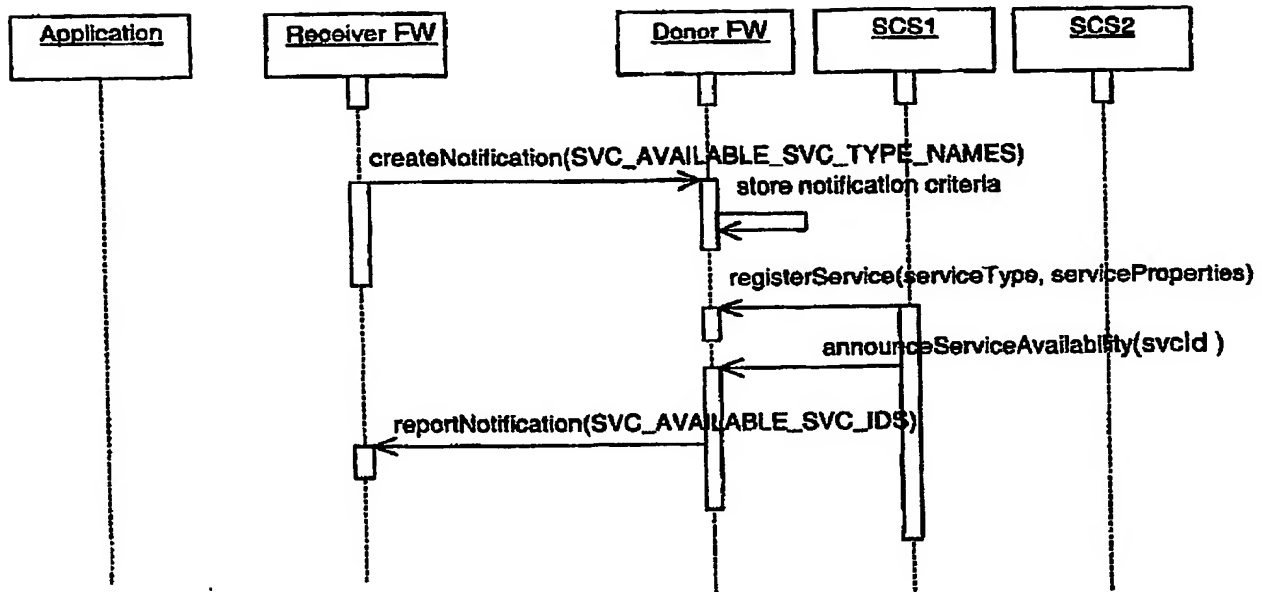 Application
Receiver FW
Donor FW
SCS1
SCS2
createNotification(SVC_AVAILABLE_SVC_TYPE_NAMES)
store notification criteria
registerService(serviceType, serviceProperties)
announceServiceAvailability(svcId )
reportNotification(SVC_AVAILABLE_SVC_IDS)